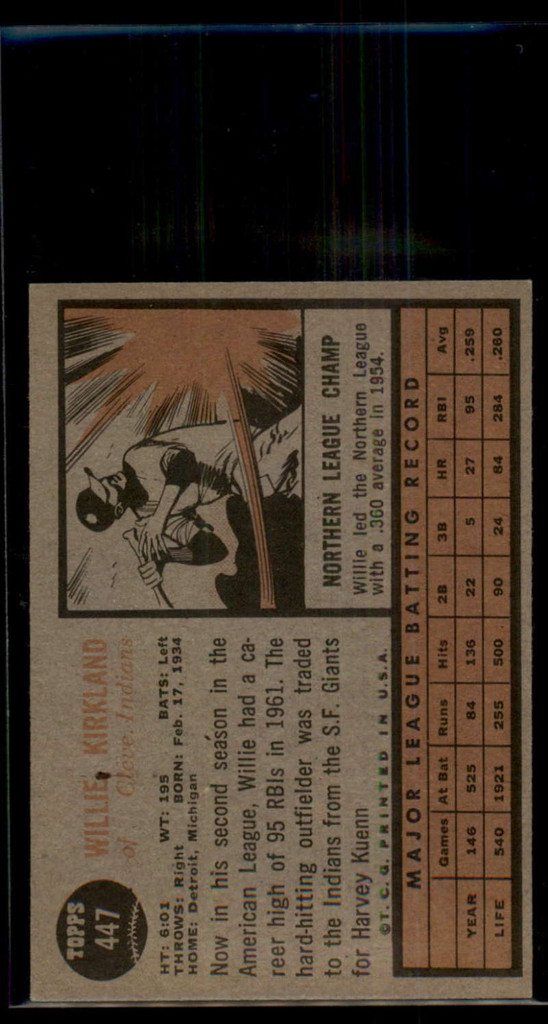 TOPPS
447
WILLIE KIRKLAND
of Cleve. Indians
HT: 6:01 WT: 195 BATS: Left
THROWS: Right BORN: Feb. 17, 1934
HOME: Detroit, Michigan
Now in his second season in the
American League, Willie had a ca-
reer high of 95 RBIs in 1961. The
hard-hitting outfielder was traded
to the Indians from the S.F. Giants
for Harvey Kuenn
©T. C. G. PRINTED IN U.S.A.
NORTHERN LEAGUE CHAMP
Willie led the Northern League
with a .360 average in 1954.
MAJOR LEAGUE BATTING RECORD
Games At Bat Runs Hits 2B 3B HR RBI Avg
YEAR 146 525 84 136 22 5 27 95 .259
LIFE 540 1921 255 500 90 24 84 284 .260